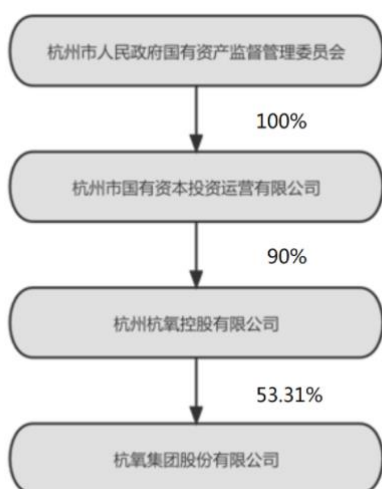 杭州市人民政府国有资产监督管理委员会
100%
杭州市国有资本投资运营有限公司
90%
杭州杭氧控股有限公司
53.31%
杭氧集团股份有限公司